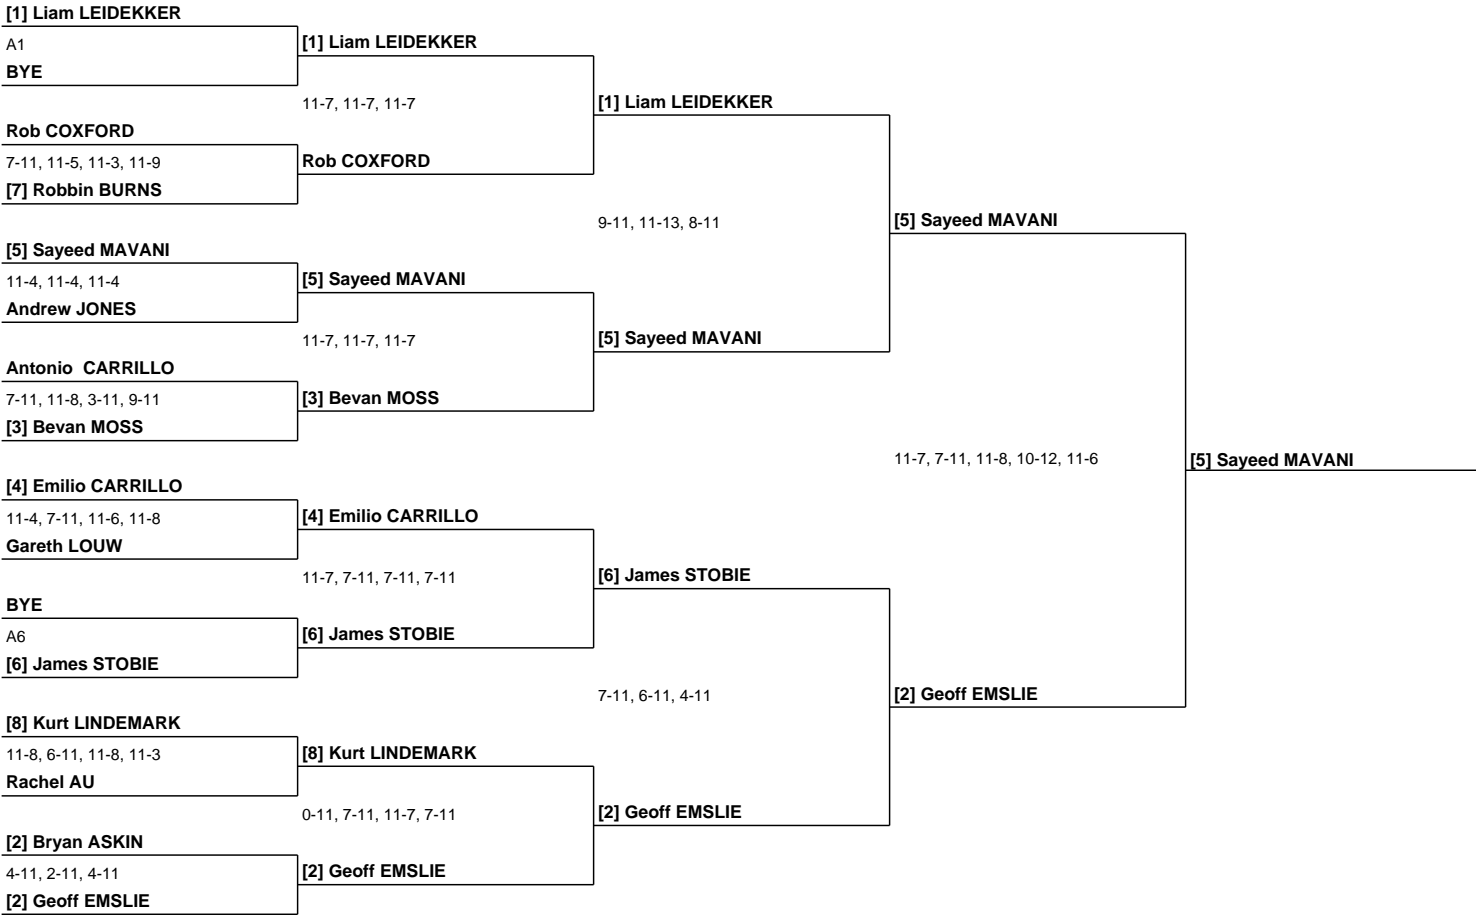 [1] Liam LEIDEKKER
A1
BYE
Rob COXFORD
7-11, 11-5, 11-3, 11-9
[7] Robbin BURNS
[5] Sayeed MAVANI
11-4, 11-4, 11-4
Andrew JONES
Antonio  CARRILLO
7-11, 11-8, 3-11, 9-11
[3] Bevan MOSS
[4] Emilio CARRILLO
11-4, 7-11, 11-6, 11-8
Gareth LOUW
BYE
A6
[6] James STOBIE
[8] Kurt LINDEMARK
11-8, 6-11, 11-8, 11-3
Rachel AU
[2] Bryan ASKIN
4-11, 2-11, 4-11
[2] Geoff EMSLIE
[1] Liam LEIDEKKER
11-7, 11-7, 11-7
Rob COXFORD
[5] Sayeed MAVANI
11-7, 11-7, 11-7
[3] Bevan MOSS
[4] Emilio CARRILLO
11-7, 7-11, 7-11, 7-11
[6] James STOBIE
[8] Kurt LINDEMARK
0-11, 7-11, 11-7, 7-11
[2] Geoff EMSLIE
[1] Liam LEIDEKKER
9-11, 11-13, 8-11
[5] Sayeed MAVANI
[6] James STOBIE
7-11, 6-11, 4-11
[2] Geoff EMSLIE
[5] Sayeed MAVANI
11-7, 7-11, 11-8, 10-12, 11-6
[2] Geoff EMSLIE
[5] Sayeed MAVANI